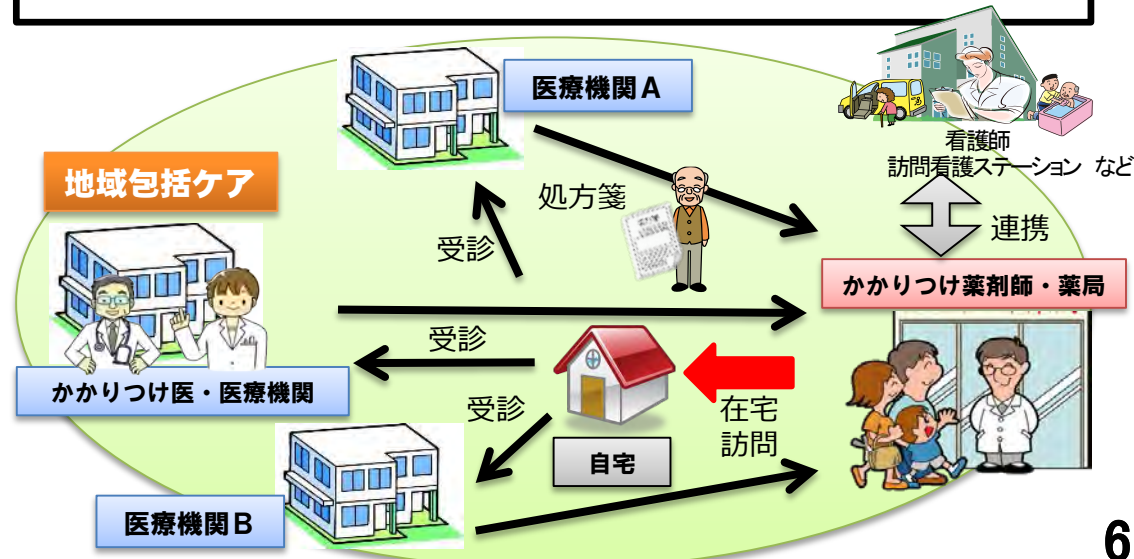 医療機関A
看護師
訪問看護ステーション など
地域包括ケア
処方箋
受診
連携
かかりつけ薬剤師・薬局
受診
かかりつけ医・医療機関
受診
在宅
訪問
自宅
医療機関B
6